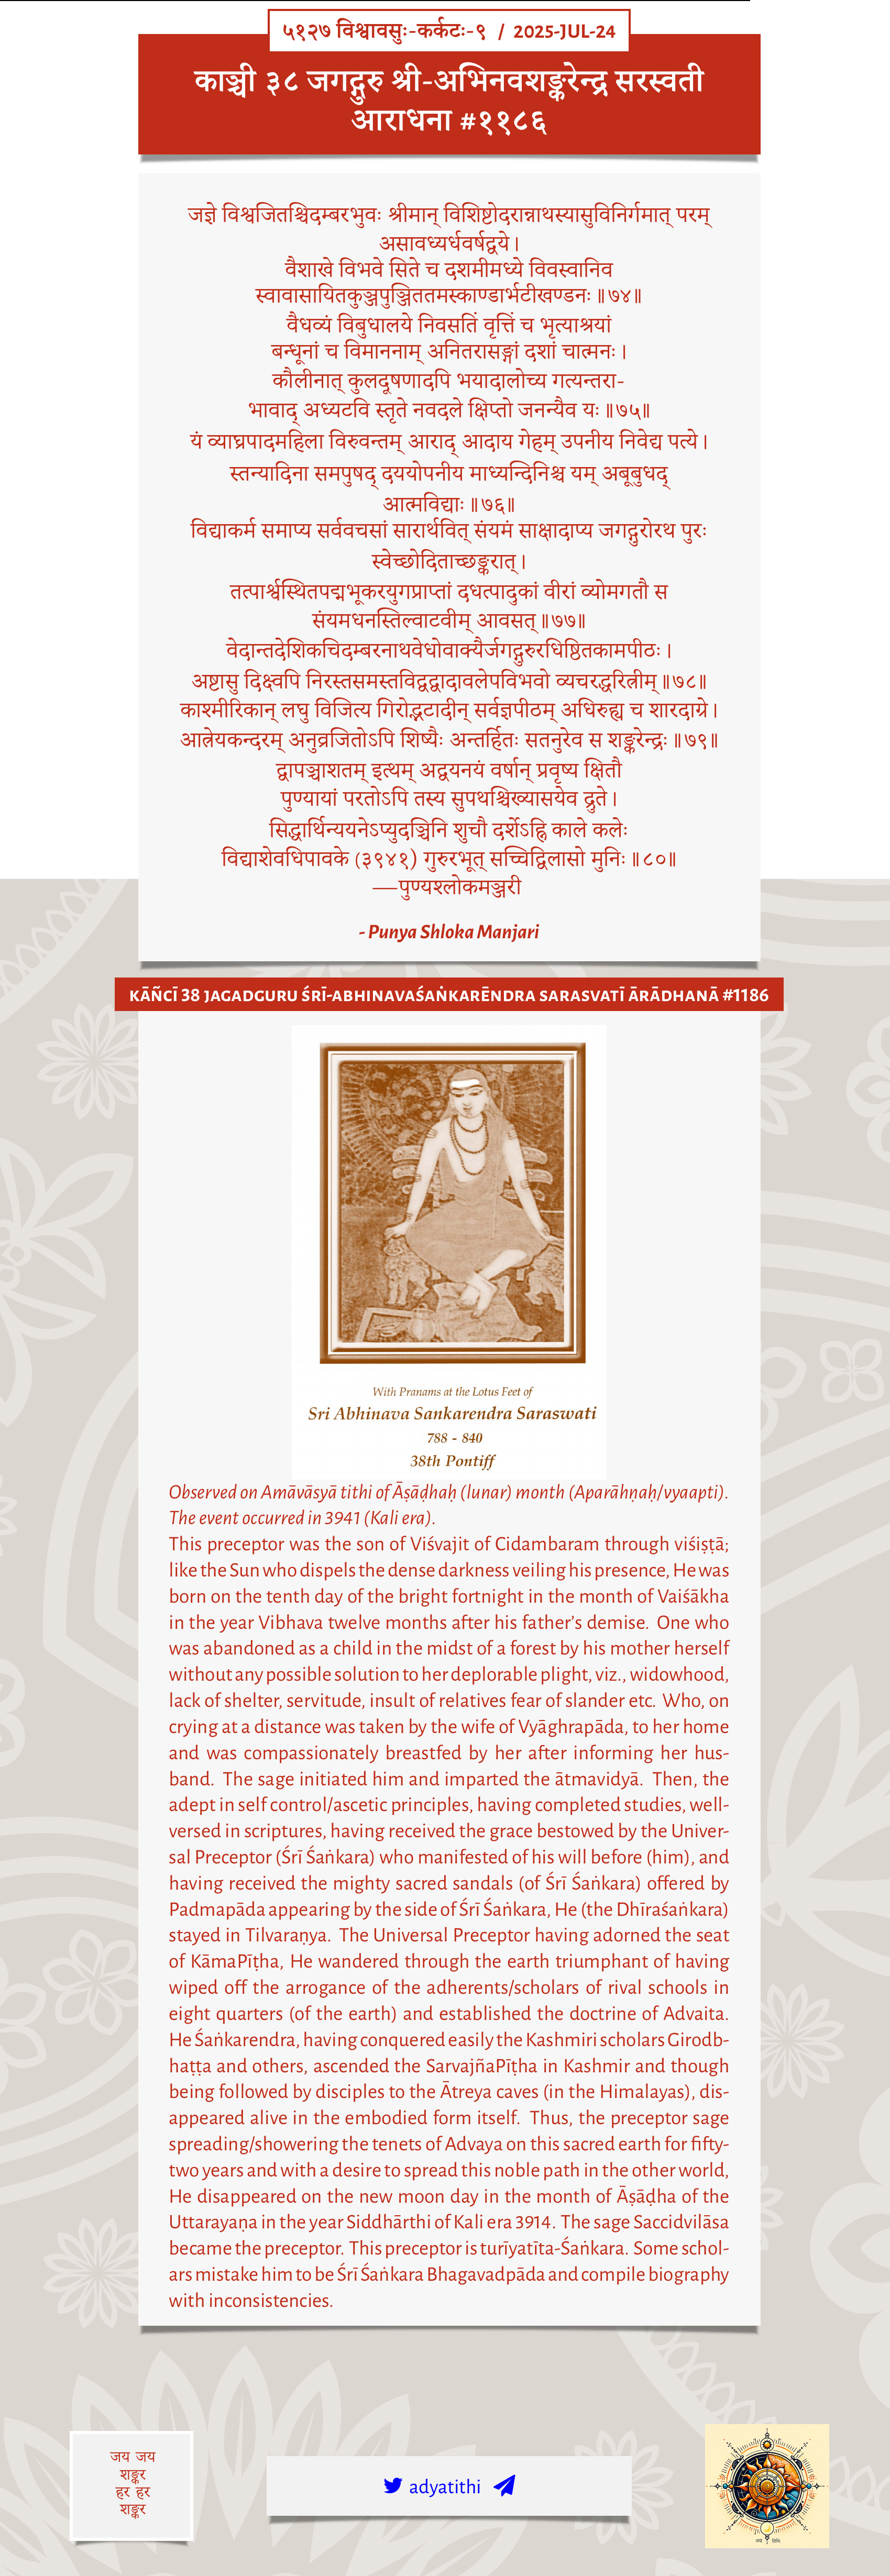 ५१२७ विश्वावसुः-कर्कटः-९ / 2025-JUL-24
काञ्ची ३८ जगद्गुरु श्री-अभिनवशङ्करेन्द्र सरस्वती
आराधना #११८६
जज्ञे विश्वजितश्चिदम्बरभुवः श्रीमान् विशिष्टोदरान्नाथस्यासुविनिर्गमात् परम्
असावध्यर्धवर्षद्वये।
वैशाखे विभवे सिते च दशमीमध्ये विवस्वानिव
स्वावासायितकुञ्जपुञ्जिततमस्काण्डार्भटीखण्डनः॥७४॥
वैधव्यं विबुधालये निवसतिं वृत्तिं च भृत्याश्रयां
बन्धूनां च विमाननाम् अनितरासङ्गां दशां चात्मनः।
कौलीनात् कुलदूषणादपि भयादालोच्य गत्यन्तरा-
भावाद् अध्यटवि स्तृते नवदले क्षिप्तो जनन्यैव यः॥७५॥
यं व्याघ्रपादमहिला विरुवन्तम् आराद् आदाय गेहम् उपनीय निवेद्य पत्ये।
स्तन्यादिना समपुषद् दययोपनीय माध्यन्दिनिश्च यम् अबूबुधद्
आत्मविद्याः॥७६॥
विद्याकर्म समाप्य सर्ववचसां सारार्थवित् संयमं साक्षादाप्य जगद्गुरोरथ पुरः
स्वेच्छोदिताच्छङ्करात्।
तत्पार्श्वस्थितपद्मभूकरयुगप्राप्तां दधत्पादुकां वीरां व्योमगतौ स
संयमधनस्तिल्वाटवीम् आवसत्॥७७॥
वेदान्तदेशिकचिदम्बरनाथवेधोवाक्यैर्जगद्गुरुरधिष्ठितकामपीठः।
अष्टासु दिक्ष्वपि निरस्तसमस्तविद्वद्वादावलेपविभवो व्यचरद्धरित्रीम्॥७८॥
काश्मीरिकान् लघु विजित्य गिरोद्भटादीन् सर्वज्ञपीठम् अधिरुह्य च शारदाग्रे।
आत्रेयकन्दरम् अनुव्रजितोऽपि शिष्यैः अन्तर्हितः सतनुरेव स शङ्करेन्द्रः॥७९॥
द्वापञ्चाशतम् इत्थम् अद्वयनयं वर्षान् प्रवृष्य क्षितौ
पुण्यायां परतोऽपि तस्य सुपथश्चिख्यासयेव द्रुते।
सिद्धार्थिन्ययनेऽप्युदञ्चिनि शुचौ दर्शेऽह्नि काले कलेः
विद्याशेवधिपावके (३९४१) गुरुरभूत् सच्चिद्विलासो मुनिः॥८०॥
—पुण्यश्लोकमञ्जरी
- Punya Shloka Manjari
KĀÑCĪ 38 JAGADGURU ŚRĪ-ABHINAVAŚAṄKARĒNDRA SARASVATĪ ĀRĀDHANĀ #1186
With Pranams at the Lotus Feet of
Sri Abhinava Sankarendra Saraswati
788 - 840
38th Pontiff
Observed on Amāvāsyā tithi of Āṣāḍhaḥ (lunar) month (Aparāhṇaḥ/vyaapti).
The event occurred in 3941 (Kali era).
This preceptor was the son of Viśvajit of Cidambaram through viśiṣṭā;
like the Sun who dispels the dense darkness veiling his presence, He was
born on the tenth day of the bright fortnight in the month of Vaiśākha
in the year Vibhava twelve months after his father's demise. One who
was abandoned as a child in the midst of a forest by his mother herself
without any possible solution to her deplorable plight, viz., widowhood,
lack of shelter, servitude, insult of relatives fear of slander etc. Who, on
crying at a distance was taken by the wife of Vyāghrapāda, to her home
and was compassionately breastfed by her after informing her hus-
band. The sage initiated him and imparted the ātmavidyā. Then, the
adept in self control/ascetic principles, having completed studies, well-
versed in scriptures, having received the grace bestowed by the Univer-
sal Preceptor (Śrī Śaṅkara) who manifested of his will before (him), and
having received the mighty sacred sandals (of Śrī Śaṅkara) offered by
Padmapāda appearing by the side of Śrī Śaṅkara, He (the Dhīraśaṅkara)
stayed in Tilvaraṇya. The Universal Preceptor having adorned the seat
of KāmaPīṭha, He wandered through the earth triumphant of having
wiped off the arrogance of the adherents/scholars of rival schools in
eight quarters (of the earth) and established the doctrine of Advaita.
He Śaṅkarendra, having conquered easily the Kashmiri scholars Girodb-
haṭṭa and others, ascended the SarvajñaPīṭha in Kashmir and though
being followed by disciples to the Ātreya caves (in the Himalayas), dis-
appeared alive in the embodied form itself. Thus, the preceptor sage
spreading/showering the tenets of Advaya on this sacred earth for fifty-
two years and with a desire to spread this noble path in the other world,
He disappeared on the new moon day in the month of Āṣāḍha of the
Uttarayaṇa in the year Siddhārthi of Kali era 3914. The sage Saccidvilāsa
became the preceptor. This preceptor is turīyatīta-Śaṅkara. Some schol-
ars mistake him to be Śrī Śaṅkara Bhagavadpāda and compile biography
with inconsistencies.
जय जय
शङ्कर
हर हर
शङ्कर
adyatithi